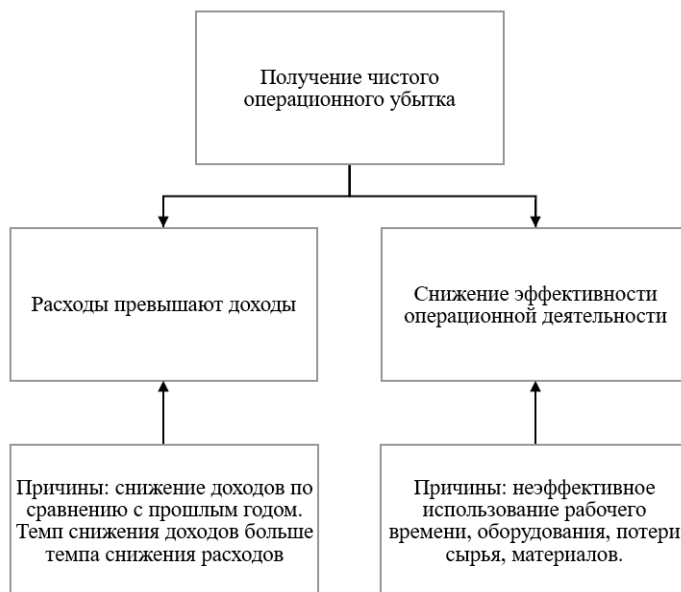 Получение чистого
операционного убытка
Расходы превышают доходы
Снижение эффективности
операционной деятельности
Причины: снижение доходов по
сравнению с прошлым годом.
Темп снижения доходов больше
темпа снижения расходов
Причины: неэффективное
использование рабочего
времени, оборудования, потери
сырья, материалов.